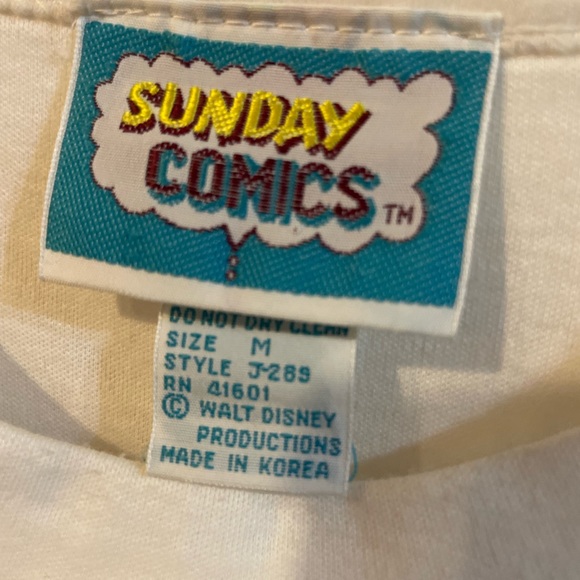 SUNDAY
COMICS TM
DO NOT DRY CLEAN
SIZE M
STYLE J-289
RN 41601
© WALT DISNEY
PRODUCTIONS
MADE IN KOREA